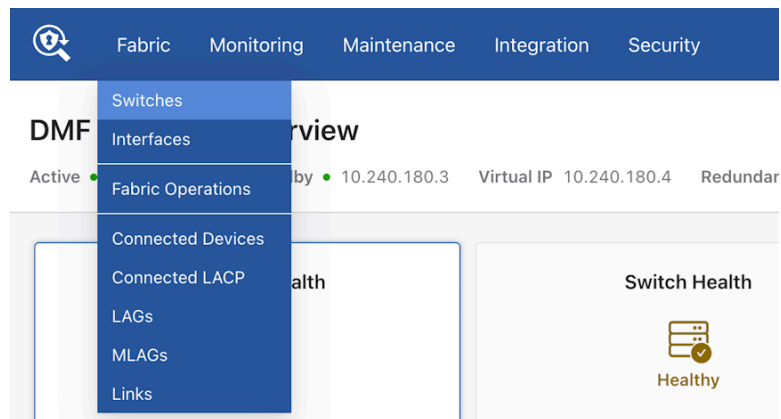 Fabric Monitoring Maintenance Integration Security
Switches
DMF rview
Interfaces
Active lby 10.240.180.3 Virtual IP 10.240.180.4 Redundan
Fabric Operations
Connected Devices
Connected LACP
alth
Switch Health
LAGs
MLAGs
Healthy
Links